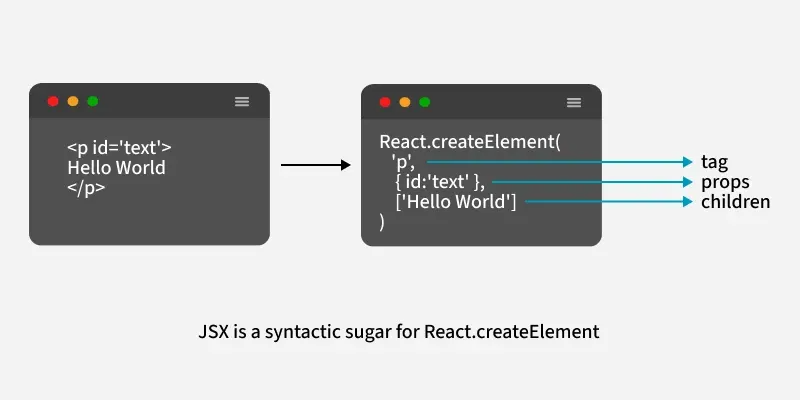 <p id='text'>
Hello World
</p>
React.createElement(
'p',
{ id:'text' },
['Hello World']
)
tag
props
children
JSX is a syntactic sugar for React.createElement